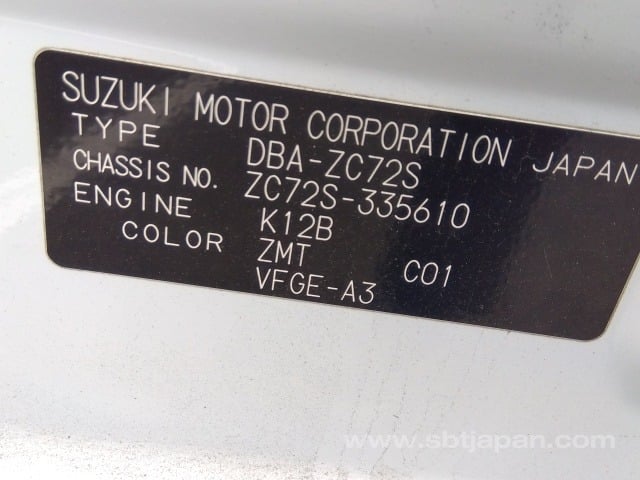 SUZUKI MOTOR CORPORATION JAPAN
TYPE DBA-ZC72S
CHASSIS NO. ZC72S-335610
ENGINE K12B
COLOR ZMT C01
VFGE-A3
www.sbtjapan.com